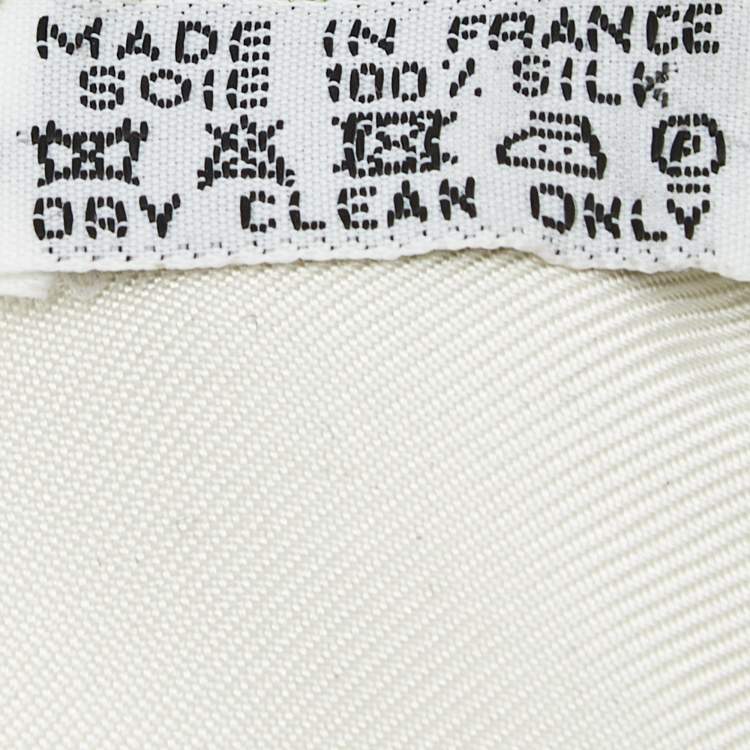 MADE IN FRANCE
SOIE 100% SILK
P
DRY CLEAN ONLY